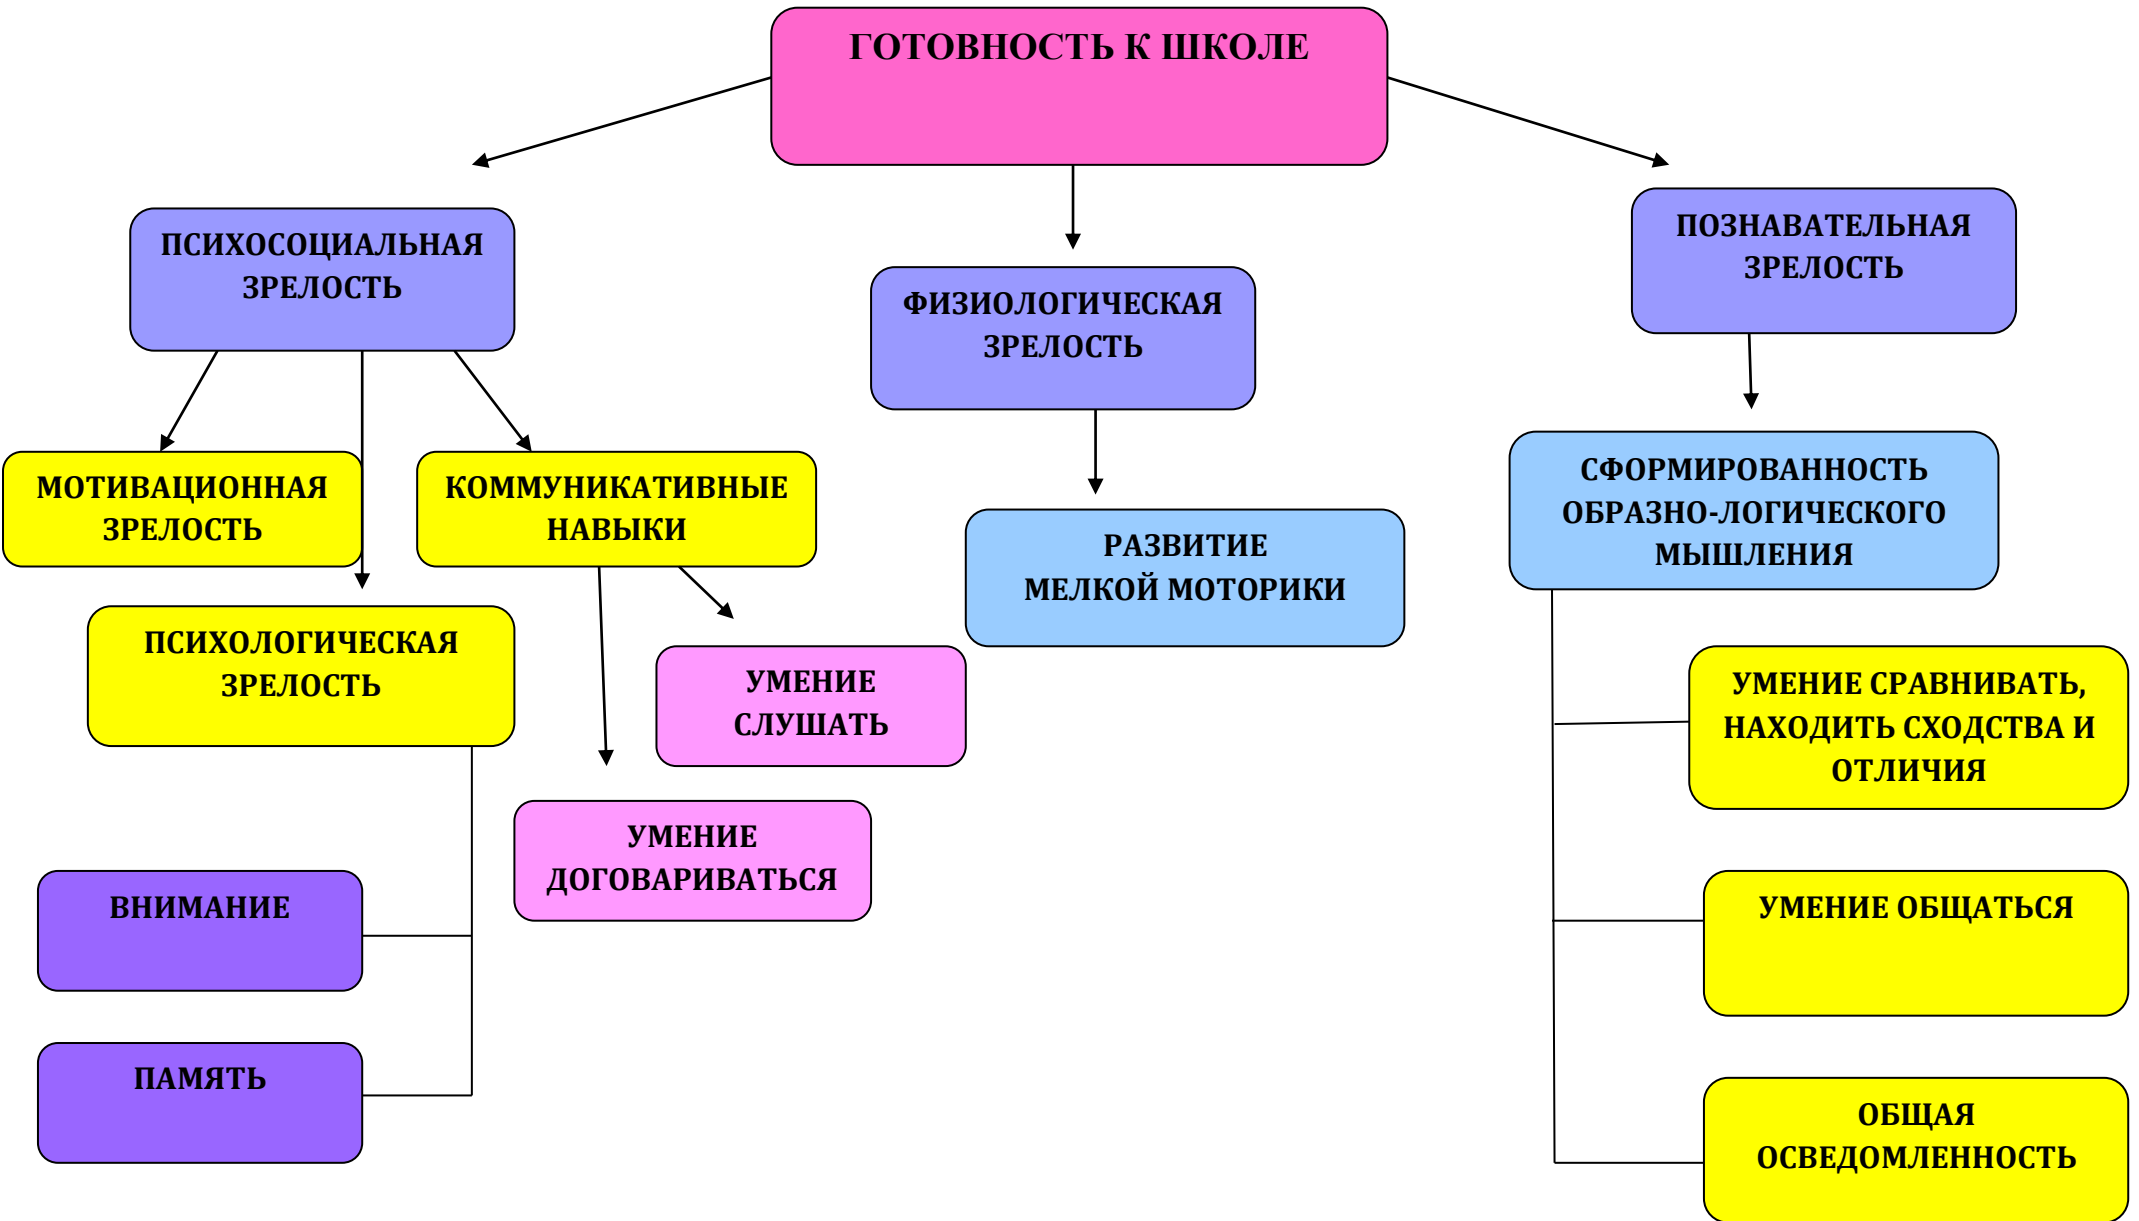 ГОТОВНОСТЬ К ШКОЛЕ
ПСИХОСОЦИАЛЬНАЯ
ЗРЕЛОСТЬ
ФИЗИОЛОГИЧЕСКАЯ
ЗРЕЛОСТЬ
ПОЗНАВАТЕЛЬНАЯ
ЗРЕЛОСТЬ
МОТИВАЦИОННАЯ
ЗРЕЛОСТЬ
КОММУНИКАТИВНЫЕ
НАВЫКИ
РАЗВИТИЕ
МЕЛКОЙ МОТОРИКИ
СФОРМИРОВАННОСТЬ
ОБРАЗНО-ЛОГИЧЕСКОГО
МЫШЛЕНИЯ
ПСИХОЛОГИЧЕСКАЯ
ЗРЕЛОСТЬ
УМЕНИЕ
СЛУШАТЬ
УМЕНИЕ СРАВНИВАТЬ,
НАХОДИТЬ СХОДСТВА И
ОТЛИЧИЯ
УМЕНИЕ
ДОГОВАРИВАТЬСЯ
ВНИМАНИЕ
УМЕНИЕ ОБЩАТЬСЯ
ПАМЯТЬ
ОБЩАЯ
ОСВЕДОМЛЕННОСТЬ